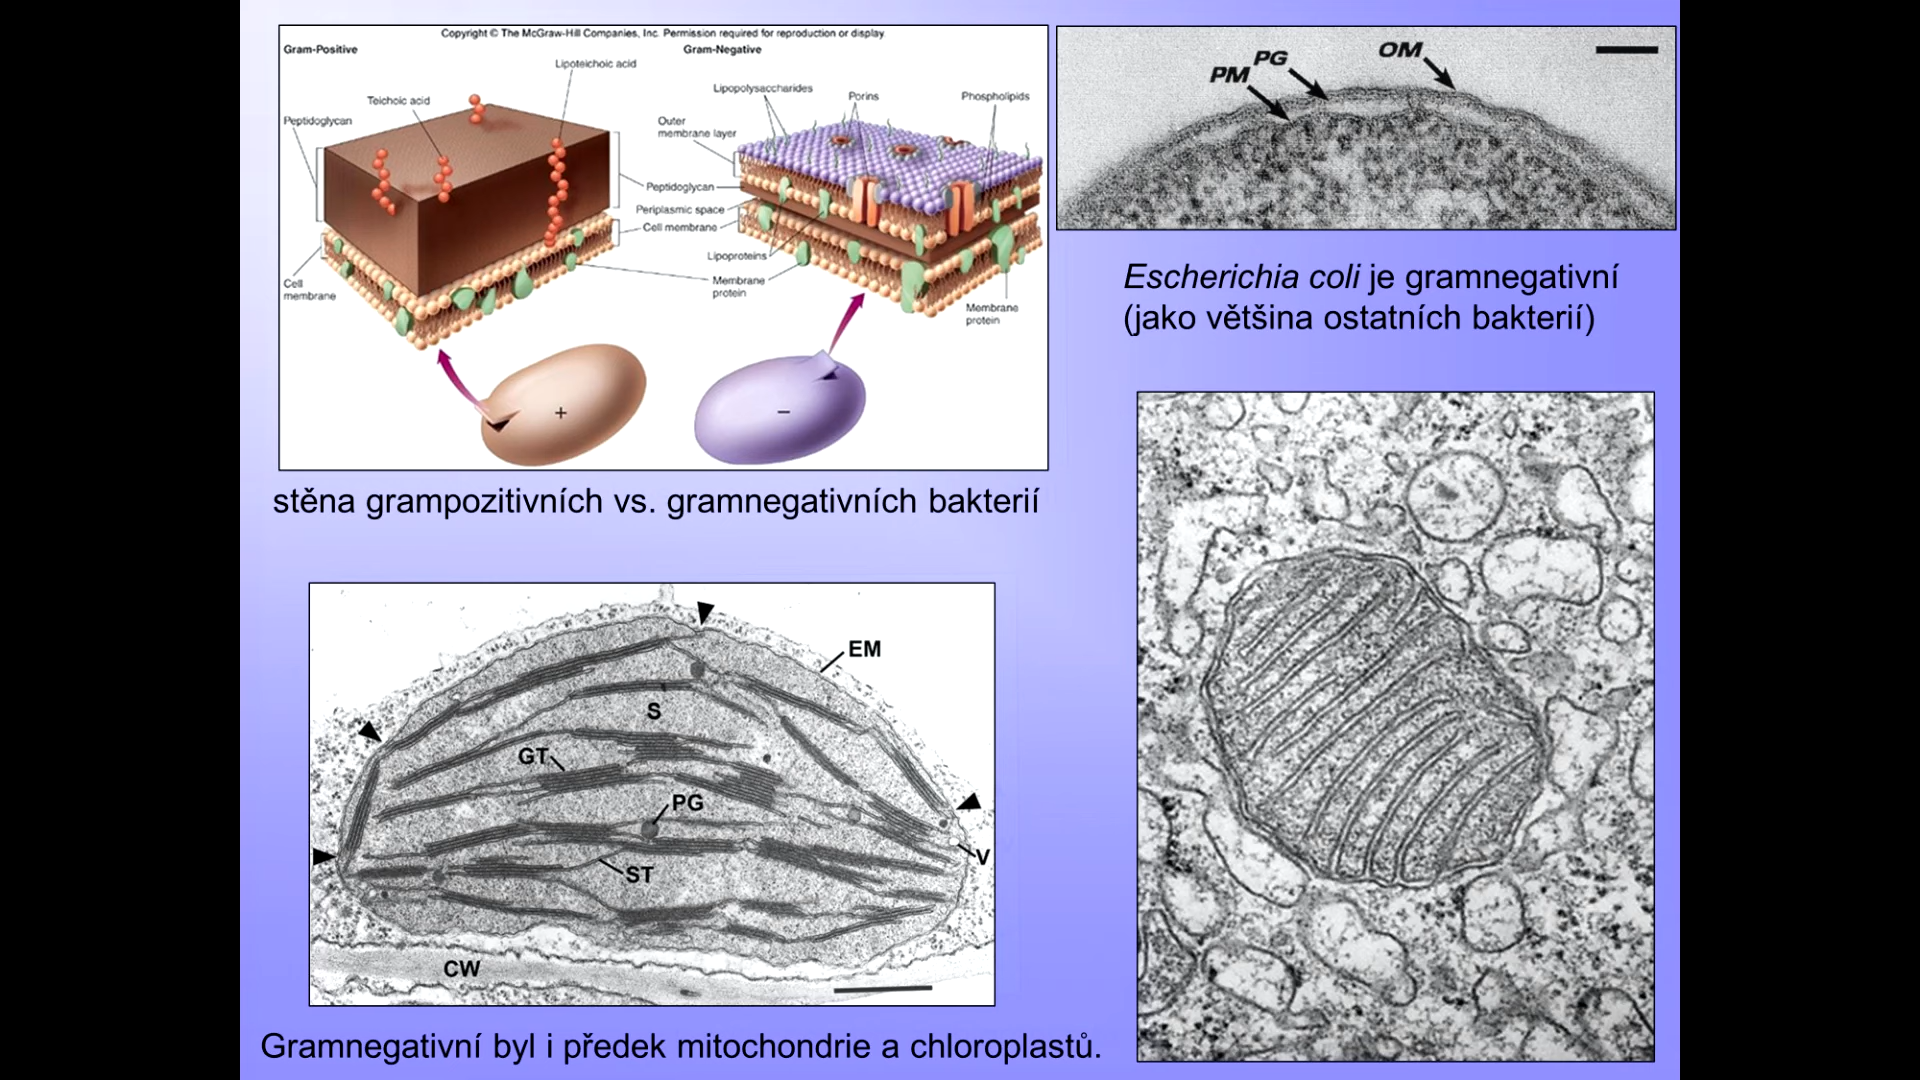 Copyright © The McGraw-Hill Companies, Inc. Permission required for reproduction or display.
Gram-Positive
Gram-Negative
Lipoteichoic acid
Teichoic acid
Peptidoglycan
Cell
membrane
Lipopolysaccharides
Porins
Phospholipids
Outer
membrane layer
Peptidoglycan
Periplasmic space
Cell membrane
Lipoproteins
Membrane
protein
Membrane
protein
+
−
stěna grampozitivních vs. gramnegativních bakterií
PM
PG
OM
Escherichia coli je gramnegativní
(jako většina ostatních bakterií)
EM
S
GT
PG
ST
V
CW
Gramnegativní byl i předek mitochondrie a chloroplastů.